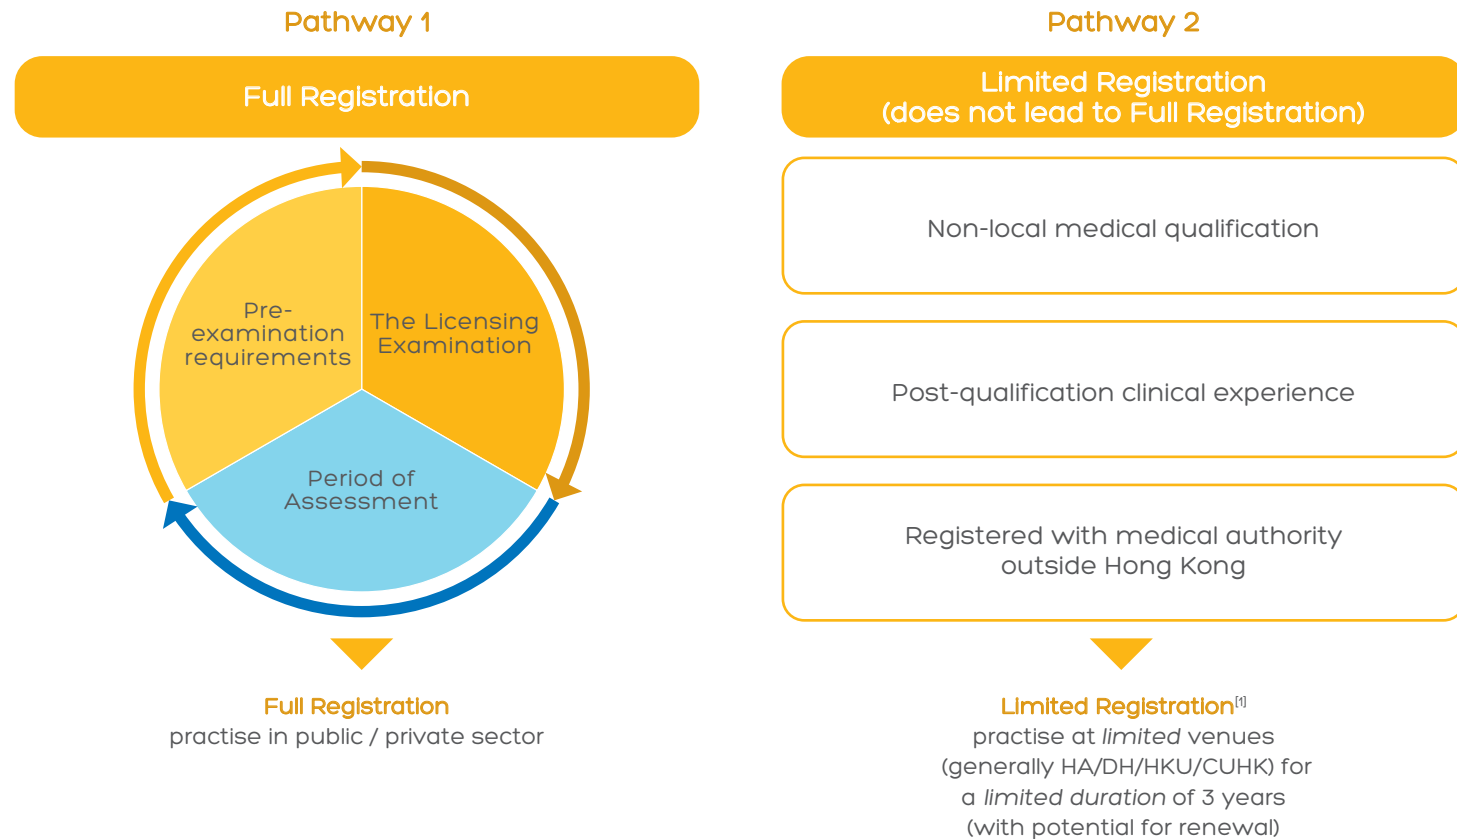 Pathway 1
Full Registration
Pre-
examination
requirements
The Licensing
Examination
Period of
Assessment
Full Registration
practise in public / private sector
Pathway 2
Limited Registration
(does not lead to Full Registration)
Non-local medical qualification
Post-qualification clinical experience
Registered with medical authority
outside Hong Kong
Limited Registration[1]
practise at limited venues
(generally HA/DH/HKU/CUHK) for
a limited duration of 3 years
(with potential for renewal)